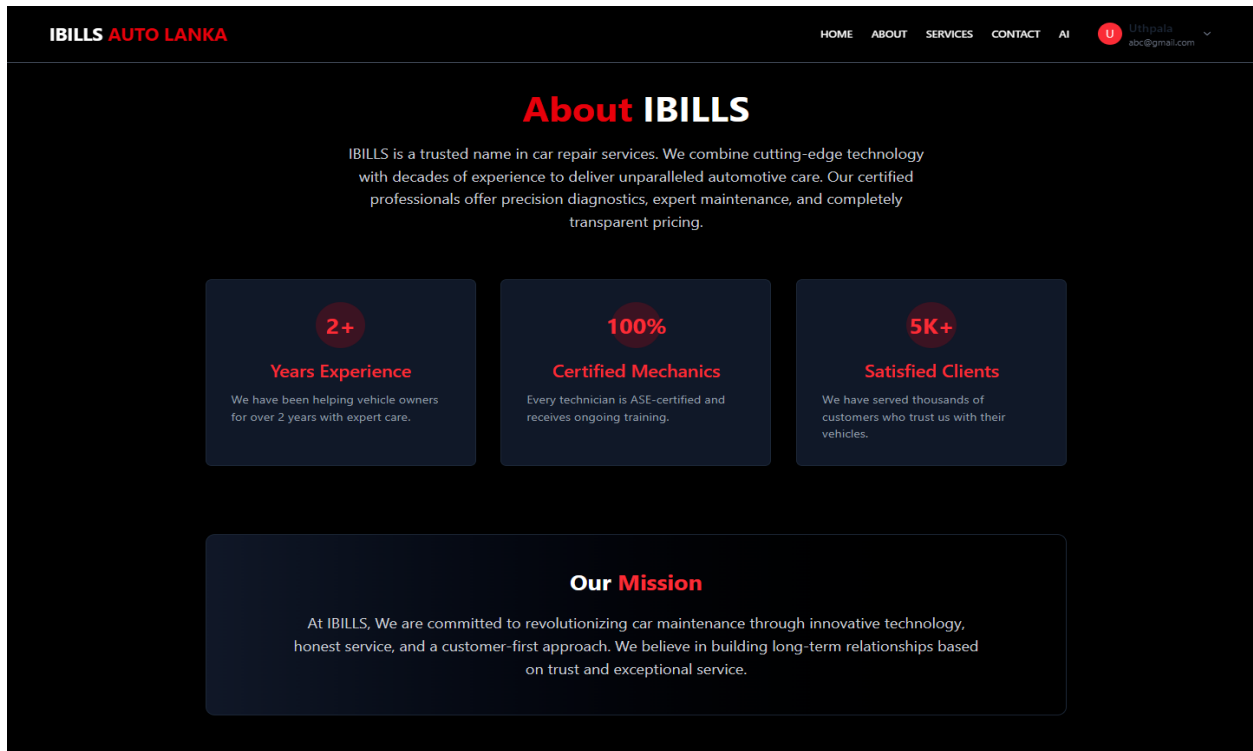 IBILLS AUTO LANKA
HOME ABOUT SERVICES CONTACT AI
U
Uthpala
abc@gmail.com
About IBILLS
IBILLS is a trusted name in car repair services. We combine cutting-edge technology
with decades of experience to deliver unparalleled automotive care. Our certified
professionals offer precision diagnostics, expert maintenance, and completely
transparent pricing.
2+
Years Experience
We have been helping vehicle owners
for over 2 years with expert care.
100%
Certified Mechanics
Every technician is ASE-certified and
receives ongoing training.
5K+
Satisfied Clients
We have served thousands of
customers who trust us with their
vehicles.
Our Mission
At IBILLS, We are committed to revolutionizing car maintenance through innovative technology,
honest service, and a customer-first approach. We believe in building long-term relationships based
on trust and exceptional service.